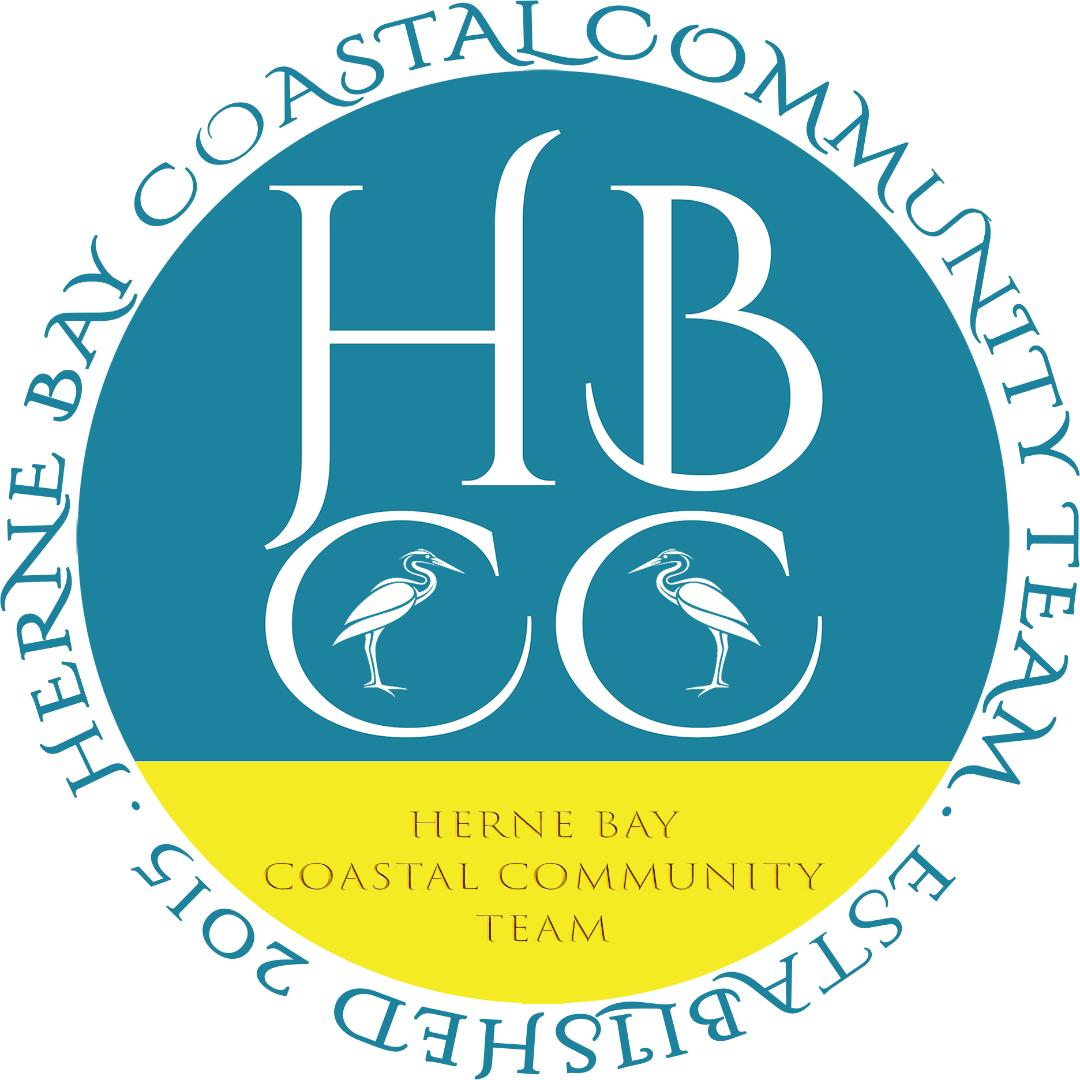 HERNE BAY COASTAL COMMUNITY TEAM · ESTABLISHED 2015 ·
HB
CC
HERNE BAY
COASTAL COMMUNITY
TEAM